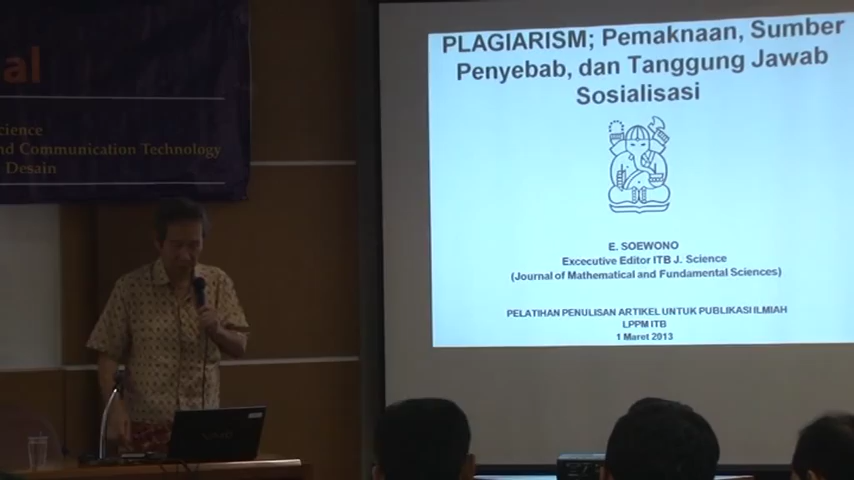 al
cience
nd Communication Technology
Desain
PLAGIARISM; Pemaknaan, Sumber
Penyebab, dan Tanggung Jawab
Sosialisasi
E. SOEWONO
Excecutive Editor ITB J. Science
(Journal of Mathematical and Fundamental Sciences)
PELATIHAN PENULISAN ARTIKEL UNTUK PUBLIKASI ILMIAH
LPPM ITB
1 Maret 2013